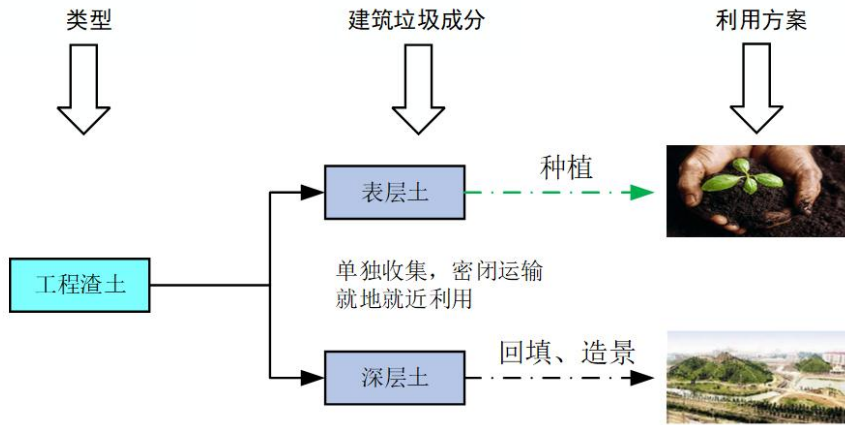 类型
建筑垃圾成分
利用方案
表层土
种植
工程渣土
单独收集，密闭运输
就地就近利用
深层土
回填、造景